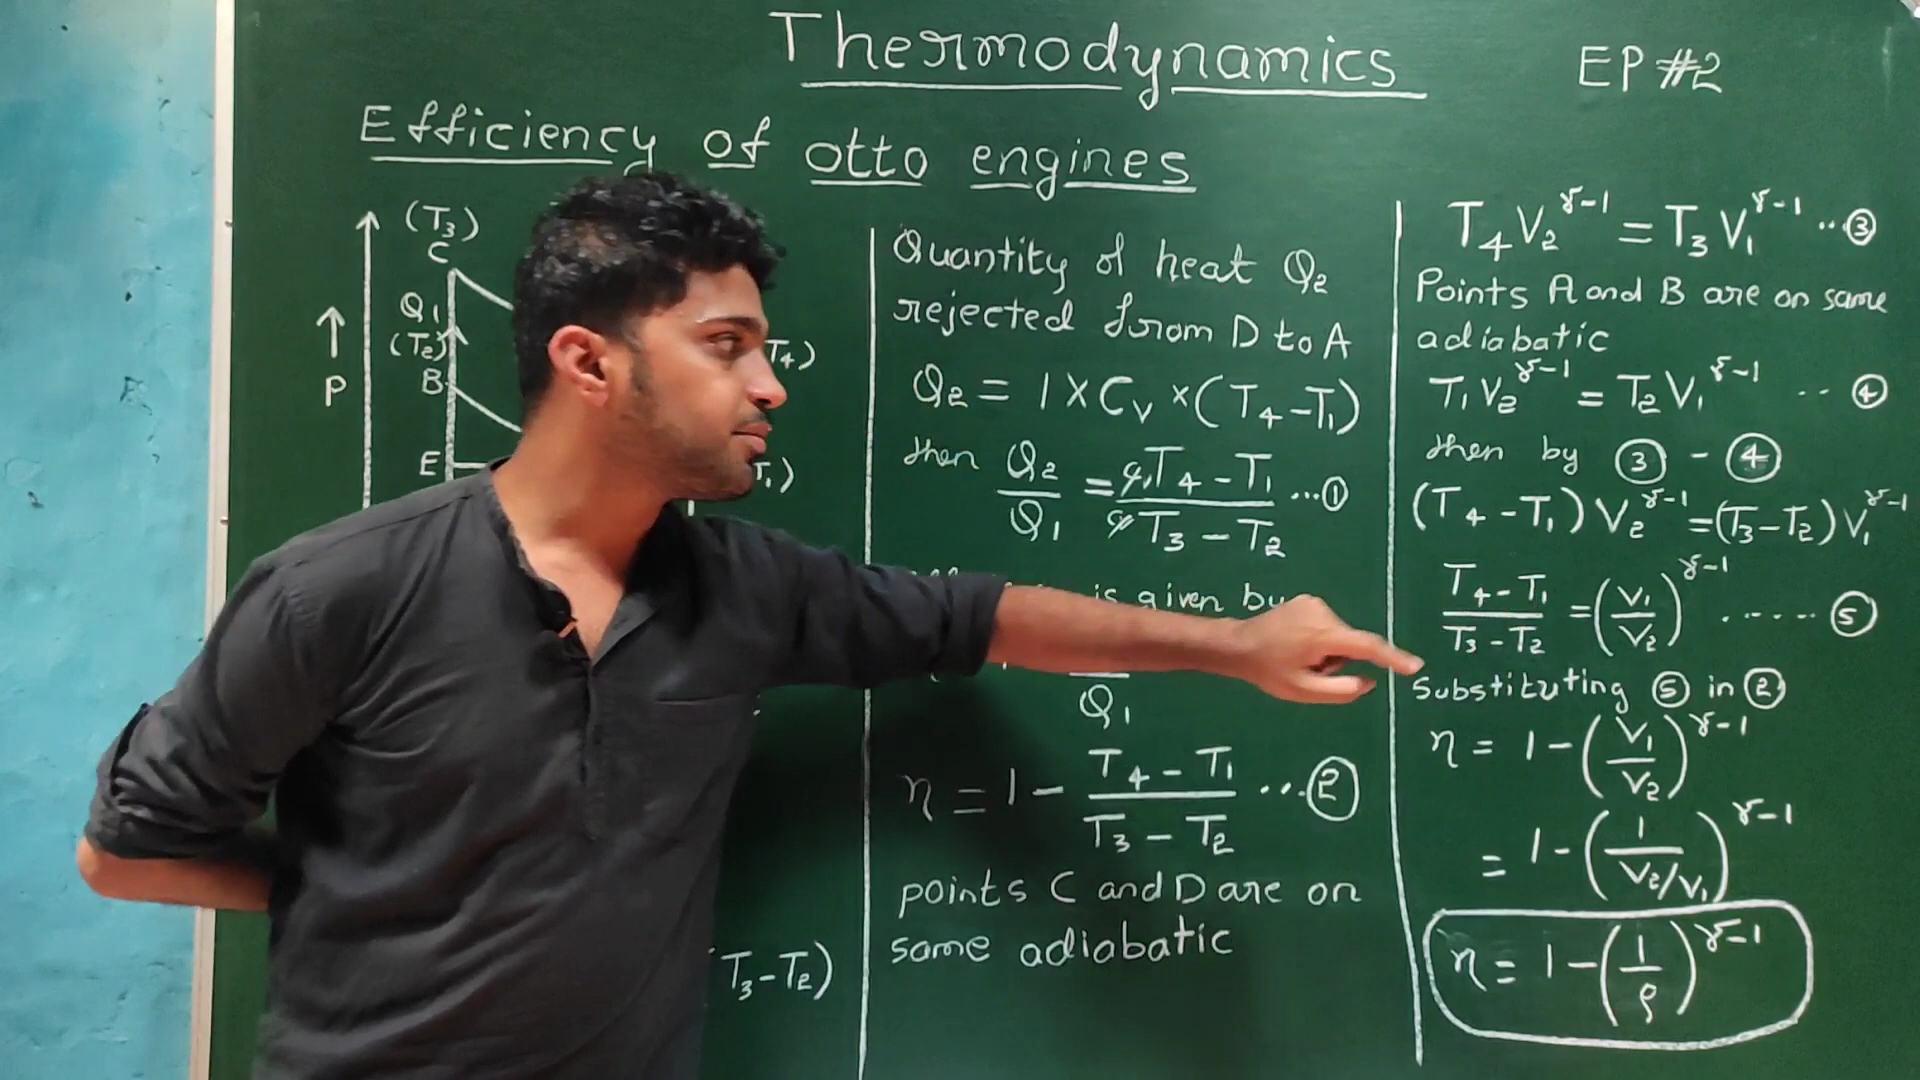 Thermodynamics
EP #2
Efficiency of otto engines
(T₃)
C
Q₁
(T₂)
B
↑
P
E
T₄)
T₁)
T₃-T₂)
Quantity of heat Q₂
rejected from D to A
Q₂ = 1 × Cᵥ × (T₄-T₁)
then Q₂/Q₁ = (T₄-T₁)/(T₃-T₂) ...①
is given by
Q₁
η = 1 - (T₄-T₁)/(T₃-T₂) ...②
points C and D are on
same adiabatic
T₄V₂^(γ-1) = T₃V₁^(γ-1) ...③
Points A and B are on same
adiabatic
T₁V₂^(γ-1) = T₂V₁^(γ-1) -- ④
then by ③ - ④
(T₄-T₁)V₂^(γ-1) = (T₃-T₂)V₁^(γ-1)
(T₄-T₁)/(T₃-T₂) = (V₁/V₂)^(γ-1) ...... ⑤
Substituting ⑤ in ②
η = 1-(V₁/V₂)^(γ-1)
= 1-(1/(V₂/V₁))^(γ-1)
η = 1-(1/ρ)^(γ-1)